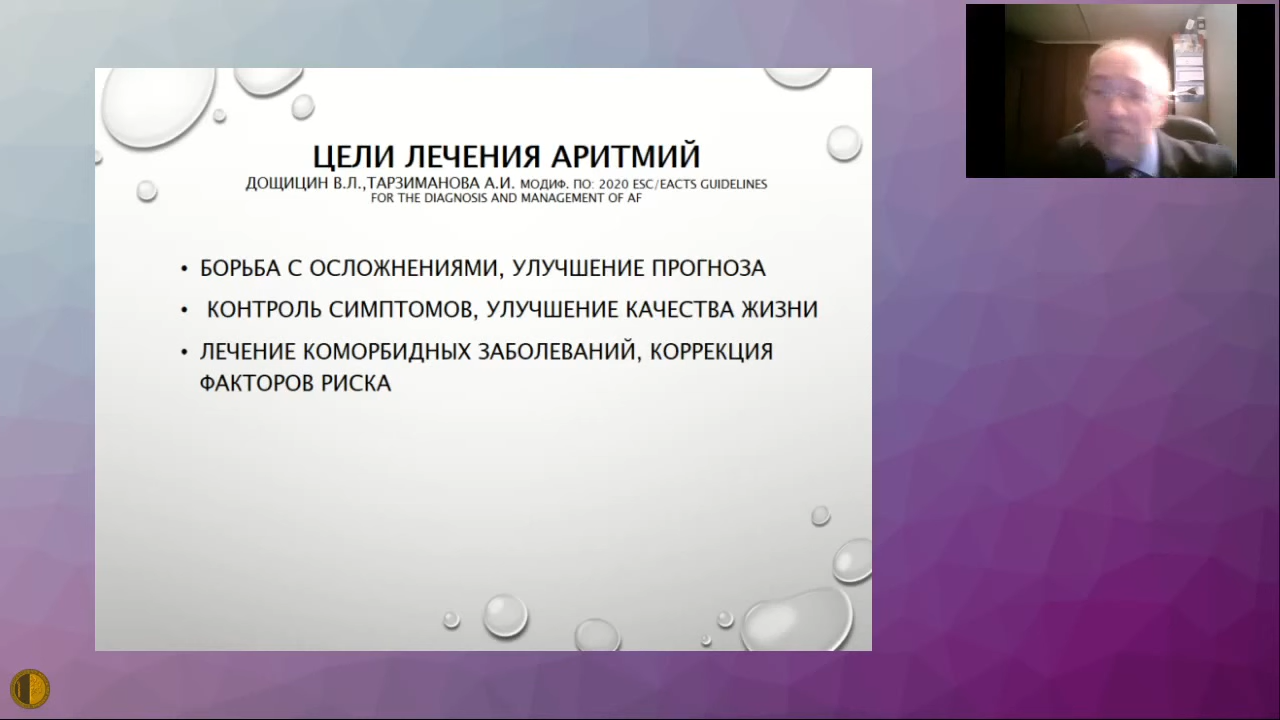 ЦЕЛИ ЛЕЧЕНИЯ АРИТМИЙ
ДОЩИЦИН В.Л.,ТАРЗИМАНОВА А.И. МОДИФ. ПО: 2020 ESC/EACTS GUIDELINES
FOR THE DIAGNOSIS AND MANAGEMENT OF AF
• БОРЬБА С ОСЛОЖНЕНИЯМИ, УЛУЧШЕНИЕ ПРОГНОЗА
• КОНТРОЛЬ СИМПТОМОВ, УЛУЧШЕНИЕ КАЧЕСТВА ЖИЗНИ
• ЛЕЧЕНИЕ КОМОРБИДНЫХ ЗАБОЛЕВАНИЙ, КОРРЕКЦИЯ
ФАКТОРОВ РИСКА